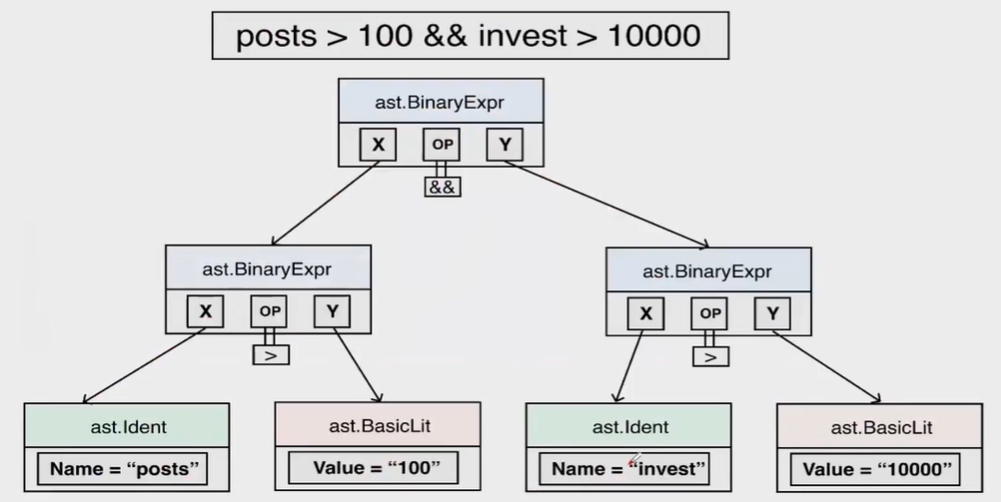 posts > 100 && invest > 10000
ast.BinaryExpr
X OP Y
&&
ast.BinaryExpr
X OP Y
>
ast.BinaryExpr
X OP Y
>
ast.Ident
Name = “posts”
ast.BasicLit
Value = “100”
ast.Ident
Name = “invest”
ast.BasicLit
Value = “10000”